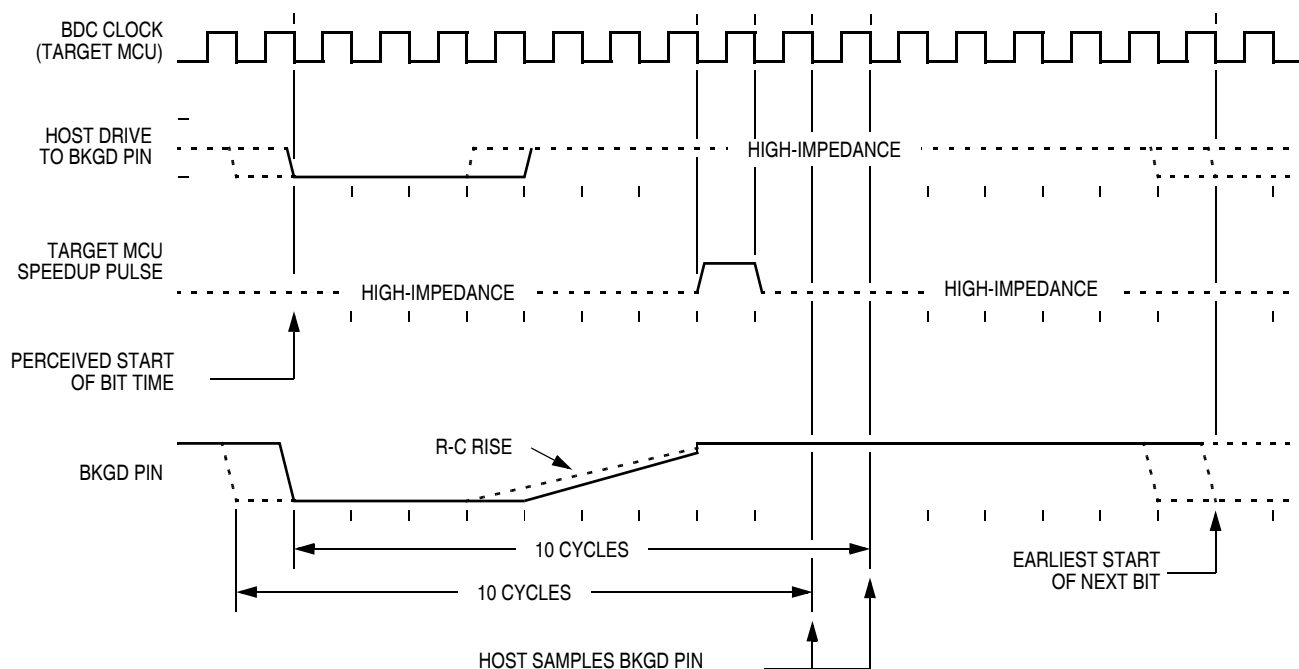 BDC CLOCK
(TARGET MCU)
HOST DRIVE
TO BKGD PIN
HIGH-IMPEDANCE
TARGET MCU
SPEEDUP PULSE
HIGH-IMPEDANCE
HIGH-IMPEDANCE
PERCEIVED START
OF BIT TIME
R-C RISE
BKGD PIN
10 CYCLES
EARLIEST START
OF NEXT BIT
10 CYCLES
HOST SAMPLES BKGD PIN